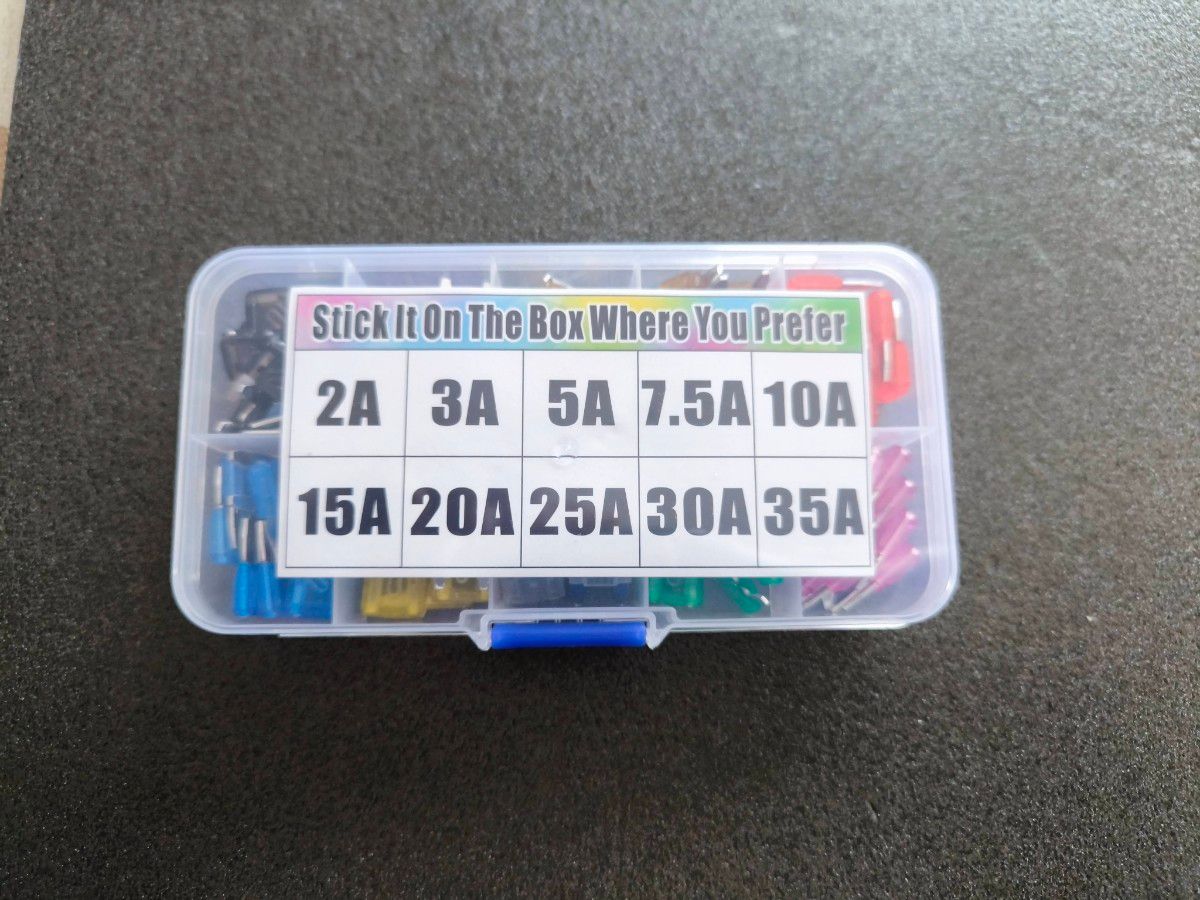 Stick It On The Box Where You Prefer
2A 3A 5A 7.5A 10A
15A 20A 25A 30A 35A